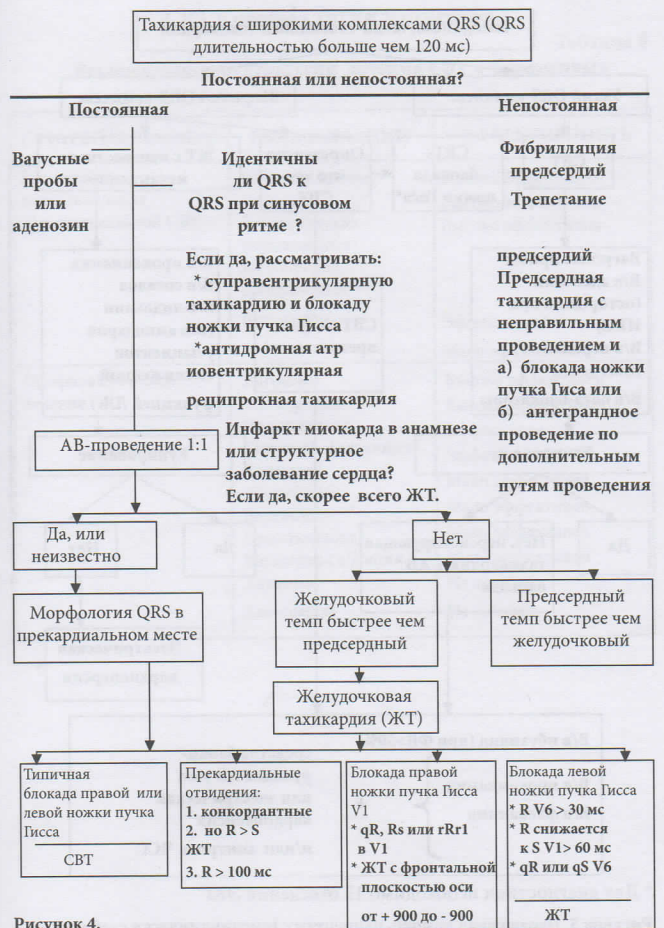 Тахикардия с широкими комплексами QRS (QRS
длительностью больше чем 120 мс)
Постоянная или непостоянная?
Постоянная
Вагусные
пробы
или
аденозин
Идентичны
ли QRS к
QRS при синусовом
ритме ?
Если да, рассматривать:
* суправентрикулярную
тахикардию и блокаду
ножки пучка Гисса
*антидромная атр
иовентрикулярная
реципрокная тахикардия
Непостоянная
Фибрилляция
предсердий
Трепетание
предсердий
Предсердная
тахикардия с
неправильным
проведением и
а) блокада ножки
пучка Гиса или
б) антеградное
проведение по
дополнительным
путям проведения
АВ-проведение 1:1
Инфаркт миокарда в анамнезе
или структурное
заболевание сердца?
Если да, скорее всего ЖТ.
Да, или
неизвестно
Нет
Морфология QRS в
прекардиальном месте
Желудочковый
темп быстрее чем
предсердный
Предсердный
темп быстрее чем
желудочковый
Желудочковая
тахикардия (ЖТ)
Типичная
блокада правой или
левой ножки пучка
Гисса
СВТ
Прекардиальные
отвидения:
1. конкордантные
2. но R > S
ЖТ
3. R > 100 мс
Блокада правой
ножки пучка Гисса
V1
* qR, Rs или rRr1
в V1
* ЖТ с фронтальной
плоскостью оси
от + 900 до - 900
Блокада левой
ножки пучка Гисса
* R V6 > 30 мс
* R снижается
к S V1> 60 мс
* qR или qS V6
ЖТ
Рисунок 4.